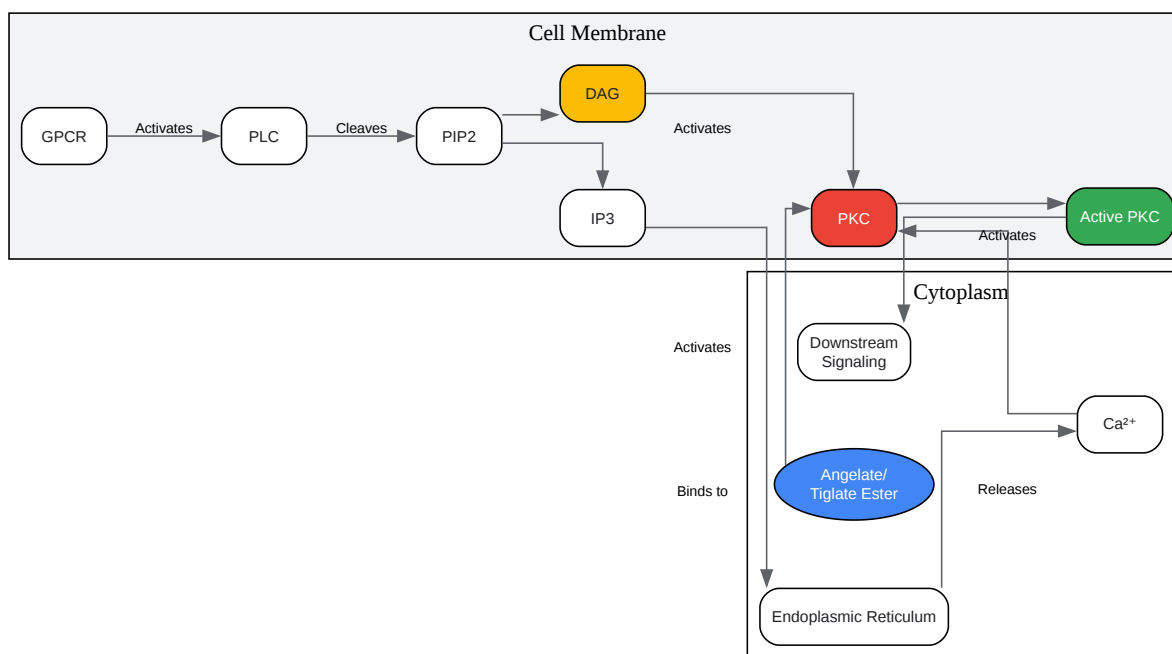 Cell Membrane
DAG
GPCR
Activates
PLC
Cleaves
PIP2
Activates
IP3
PKC
Active PKC
Activates
Cytoplasm
Downstream
Signaling
Activates
Ca²⁺
Angelate/
Tiglate Ester
Binds to
Releases
Endoplasmic Reticulum